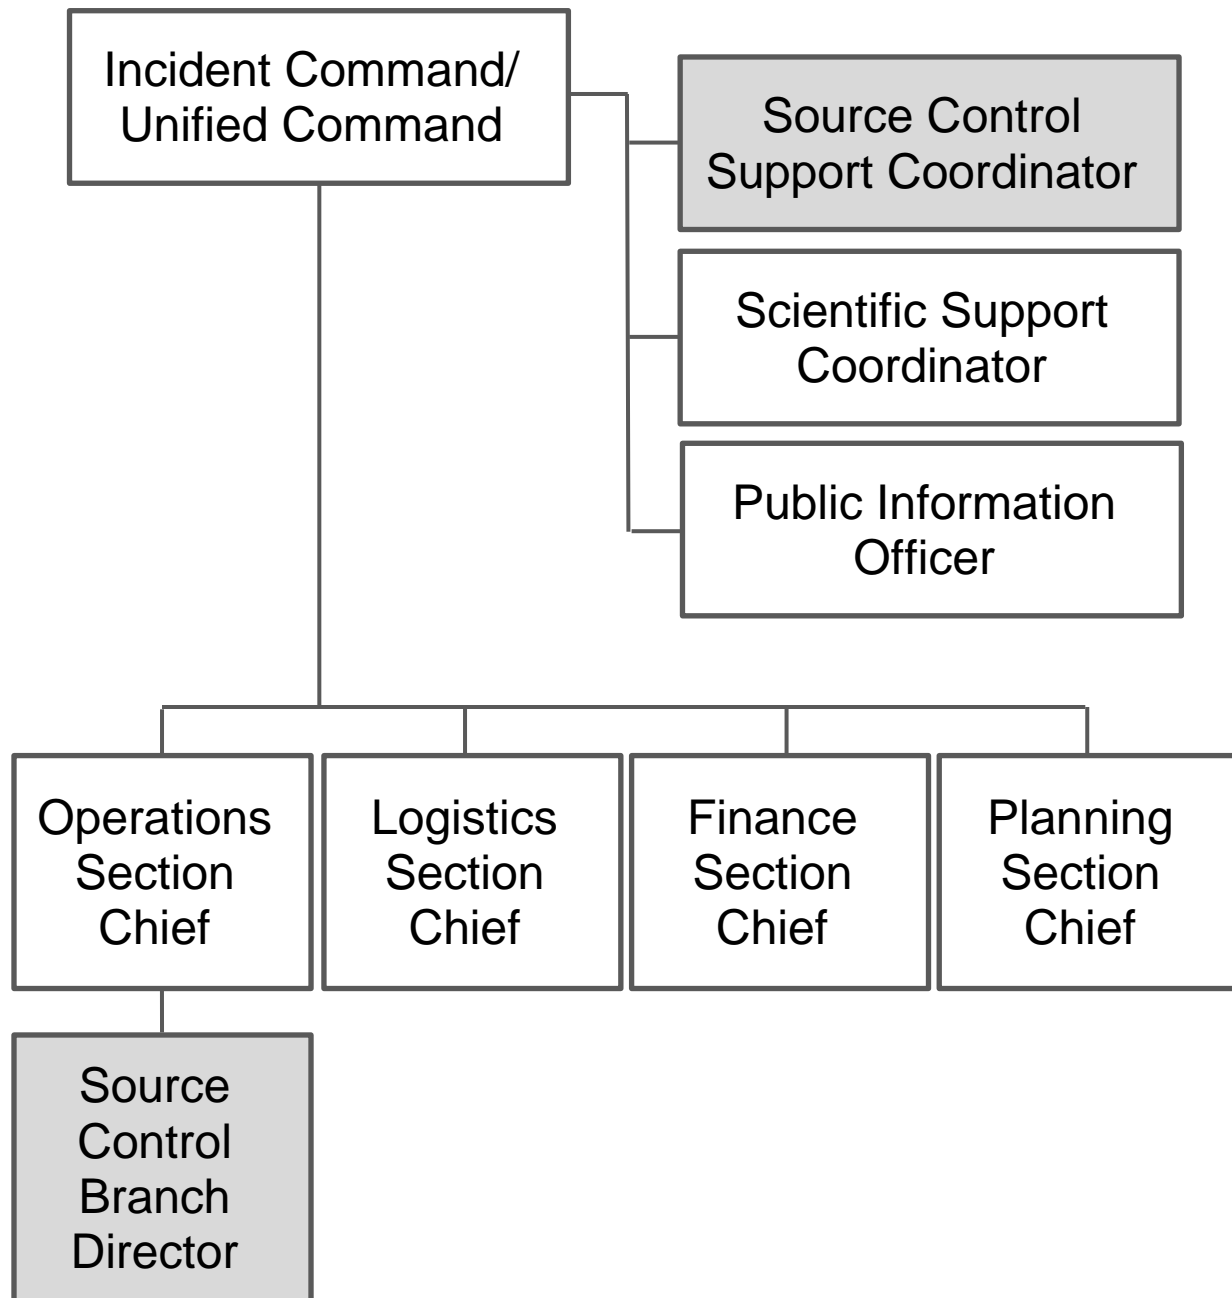 Incident Command/
Unified Command
Source Control
Support Coordinator
Scientific Support
Coordinator
Public Information
Officer
Operations
Section
Chief
Logistics
Section
Chief
Finance
Section
Chief
Planning
Section
Chief
Source
Control
Branch
Director